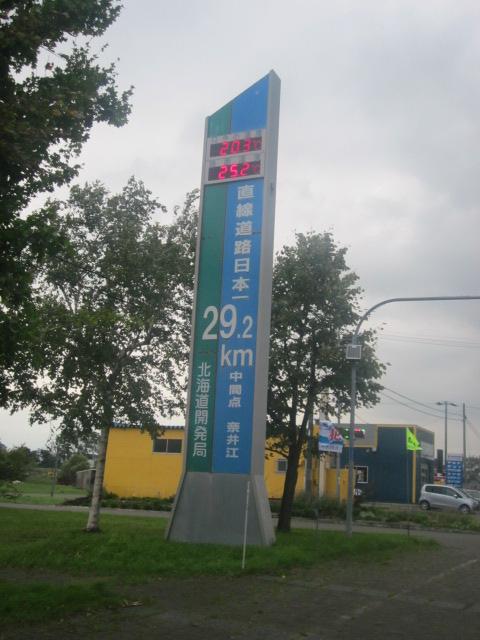 20.1℃
25.2℃
直線道路日本一
29.2
km
中間点 奈井江
北海道開発局